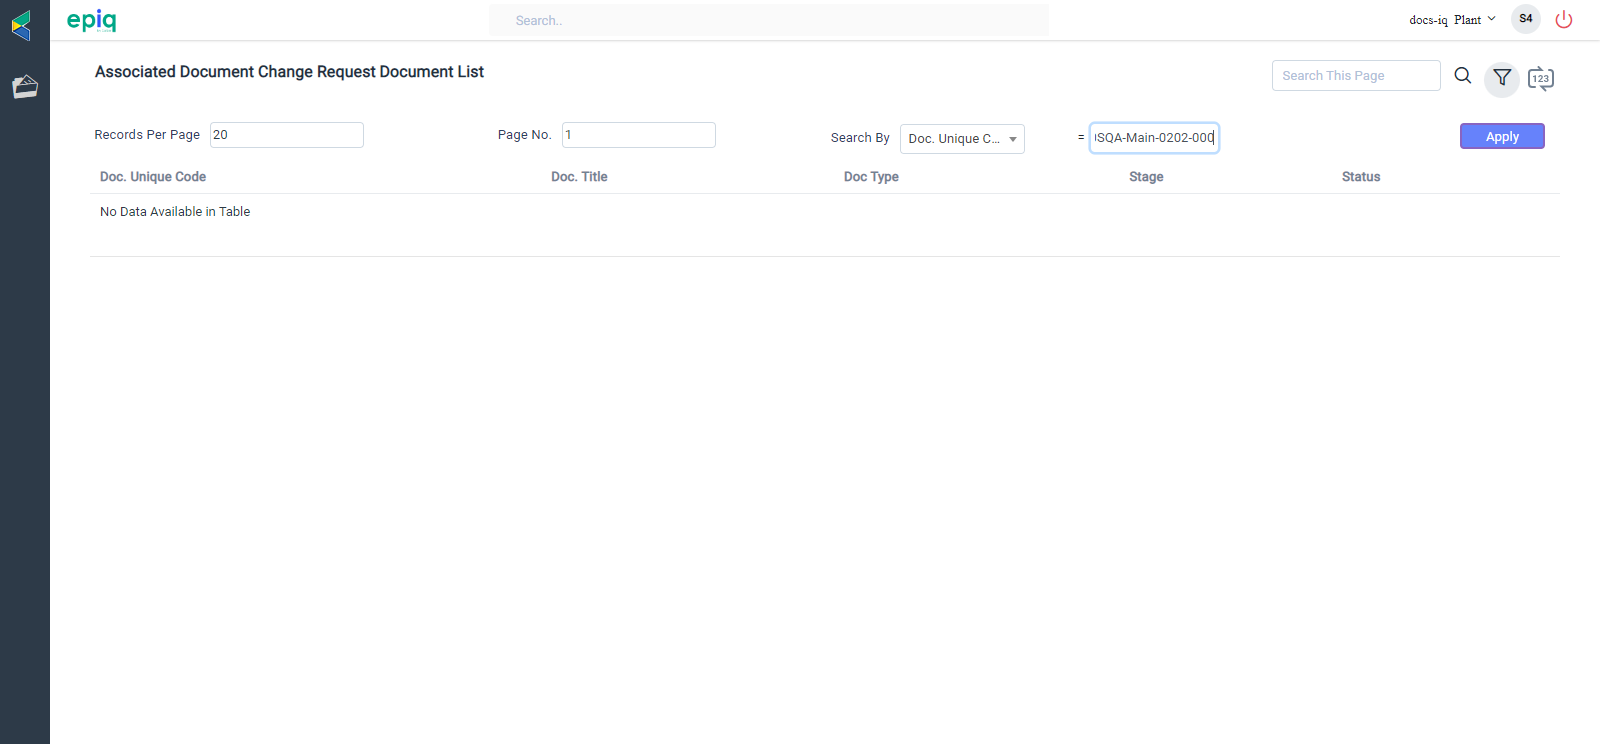 epiq
Search..
docs-iq Plant
S4
Associated Document Change Request Document List
Search This Page
123
Records Per Page 20
Page No. 1
Search By Doc. Unique C...
= SQA-Main-0202-000
Apply
Doc. Unique Code Doc. Title Doc Type Stage Status
No Data Available in Table